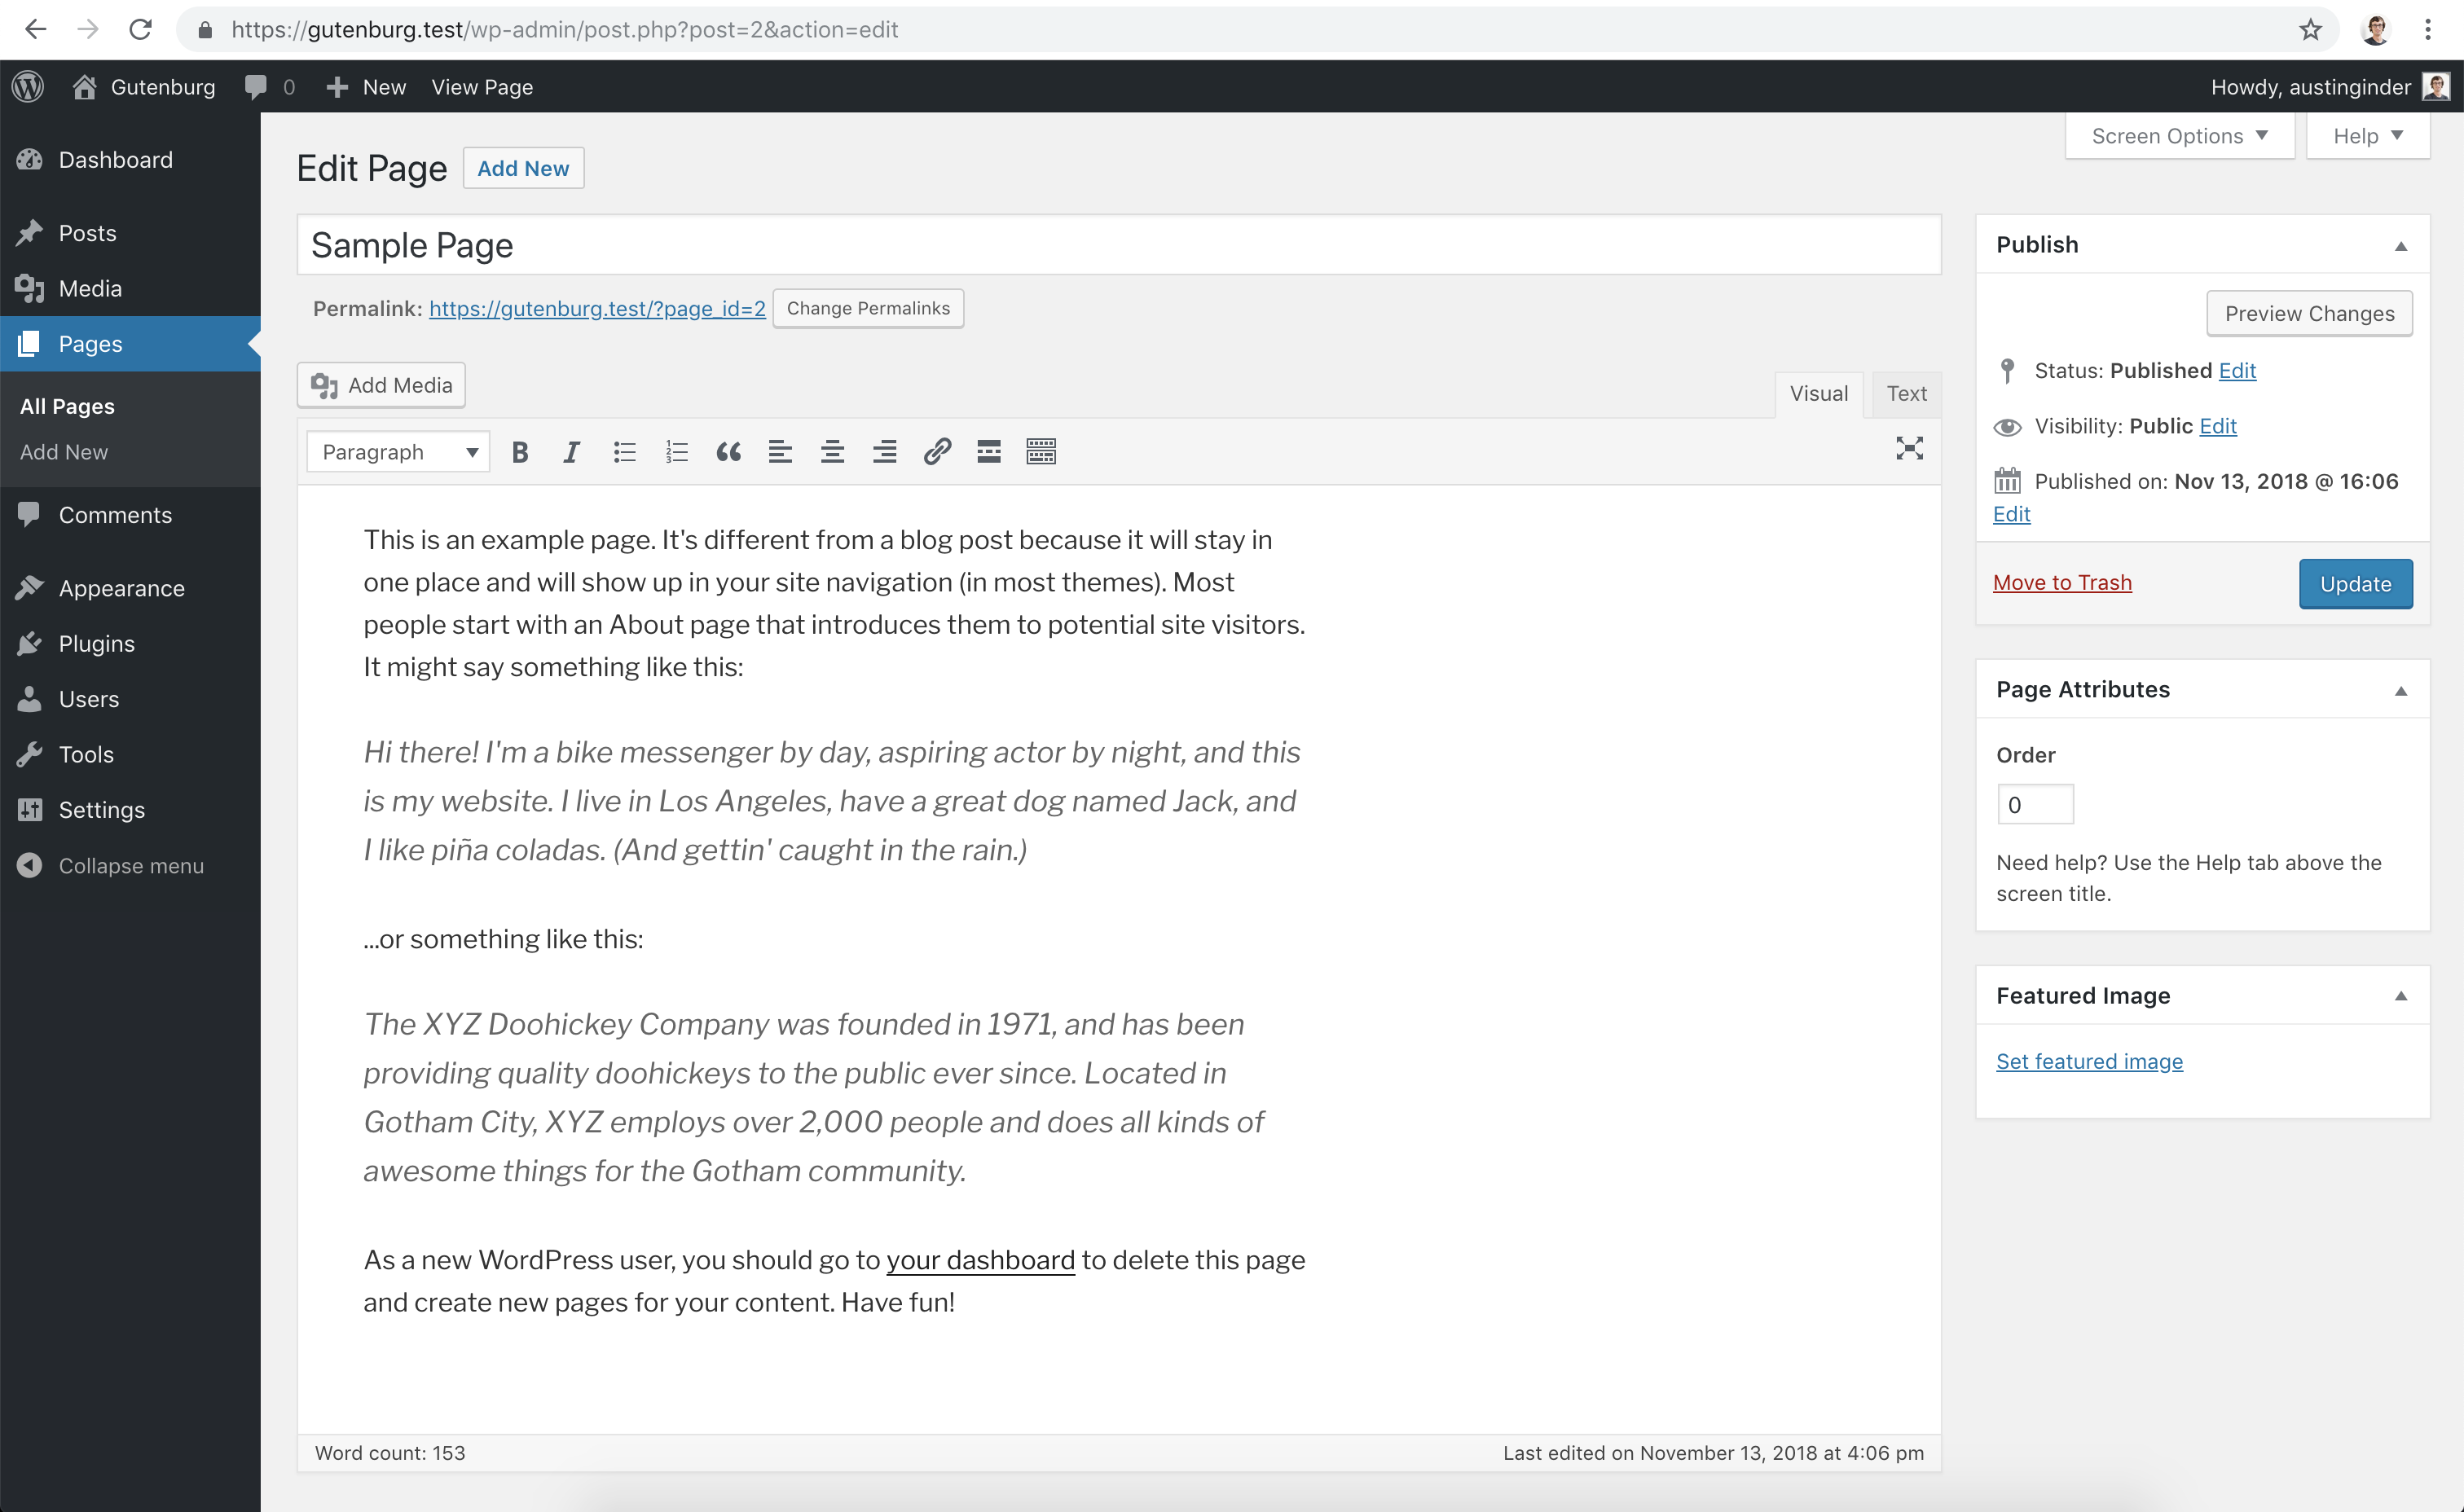 https://gutenburg.test/wp-admin/post.php?post=2&action=edit
Gutenburg 0 New View Page Howdy, austinginder
Screen Options Help
Dashboard
Posts
Media
Pages
All Pages
Add New
Comments
Appearance
Plugins
Users
Tools
Settings
Collapse menu
Edit Page Add New
Sample Page
Permalink: https://gutenburg.test/?page_id=2 Change Permalinks
Add Media Visual Text
Paragraph
This is an example page. It's different from a blog post because it will stay in
one place and will show up in your site navigation (in most themes). Most
people start with an About page that introduces them to potential site visitors.
It might say something like this:
Hi there! I'm a bike messenger by day, aspiring actor by night, and this
is my website. I live in Los Angeles, have a great dog named Jack, and
I like piña coladas. (And gettin' caught in the rain.)
...or something like this:
The XYZ Doohickey Company was founded in 1971, and has been
providing quality doohickeys to the public ever since. Located in
Gotham City, XYZ employs over 2,000 people and does all kinds of
awesome things for the Gotham community.
As a new WordPress user, you should go to your dashboard to delete this page
and create new pages for your content. Have fun!
Word count: 153 Last edited on November 13, 2018 at 4:06 pm
Publish
Preview Changes
Status: Published Edit
Visibility: Public Edit
Published on: Nov 13, 2018 @ 16:06
Edit
Move to Trash Update
Page Attributes
Order
0
Need help? Use the Help tab above the
screen title.
Featured Image
Set featured image